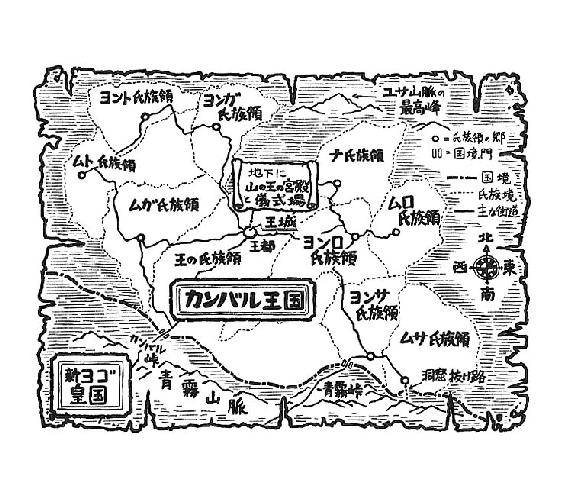 ヨント氏族領
ヨンガ
氏族領
ユサ山脈の
最高峰
○=氏族領の郷
=国境門
国境
氏族境
主な街道
北
西
東
南
ムト氏族領
ナ氏族領
地下に
山の王の宮殿
と儀式場
ムガ氏族領
ムロ
氏族領
王城
王都
王の氏族領
ヨンロ
氏族領
カンバル王国
ヨンサ
氏族領
ムサ氏族領
カンバル
峠
洞窟抜け路
新ヨゴ
皇国
青霧山脈
青霧峠